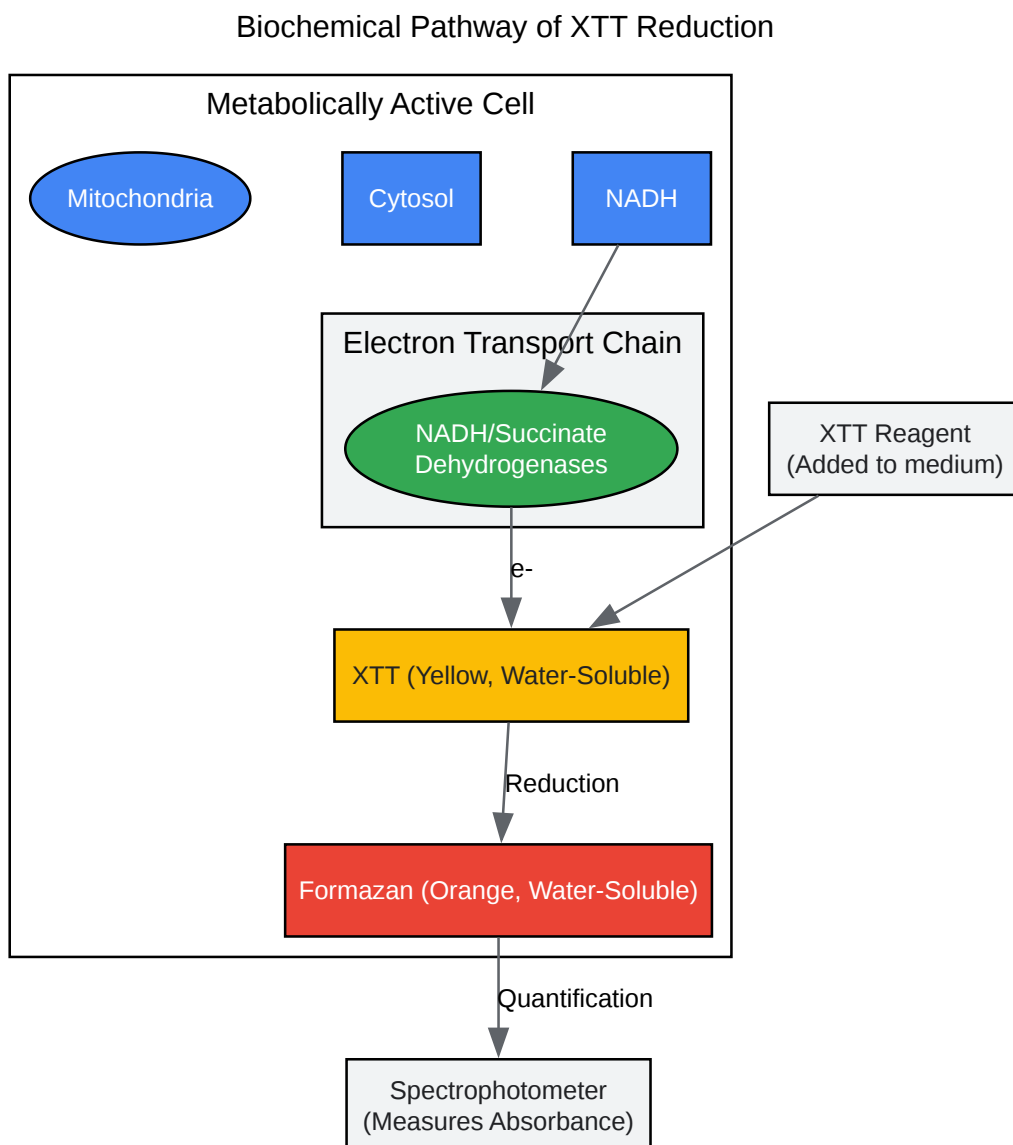 Biochemical Pathway of XTT Reduction
Metabolically Active Cell
Mitochondria
Cytosol
NADH
Electron Transport Chain
NADH/Succinate
Dehydrogenases
XTT Reagent
(Added to medium)
e-
XTT (Yellow, Water-Soluble)
Reduction
Formazan (Orange, Water-Soluble)
Quantification
Spectrophotometer
(Measures Absorbance)